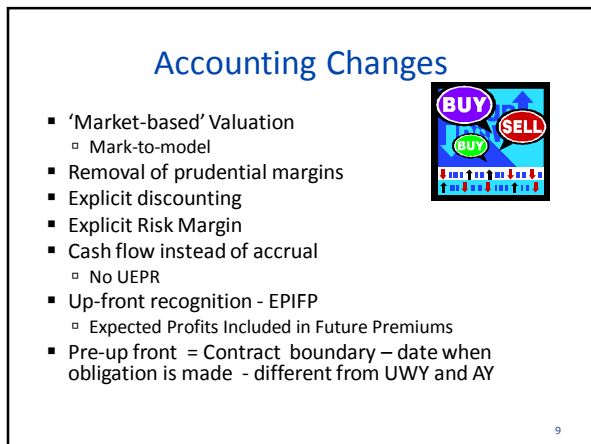 Accounting Changes
▪ ‘Market-based’ Valuation
▫ Mark-to-model
▪ Removal of prudential margins
▪ Explicit discounting
▪ Explicit Risk Margin
▪ Cash flow instead of accrual
▫ No UEPR
▪ Up-front recognition - EPIFP
▫ Expected Profits Included in Future Premiums
▪ Pre-up front = Contract boundary – date when
obligation is made - different from UWY and AY
BUY
SELL
BUY
9